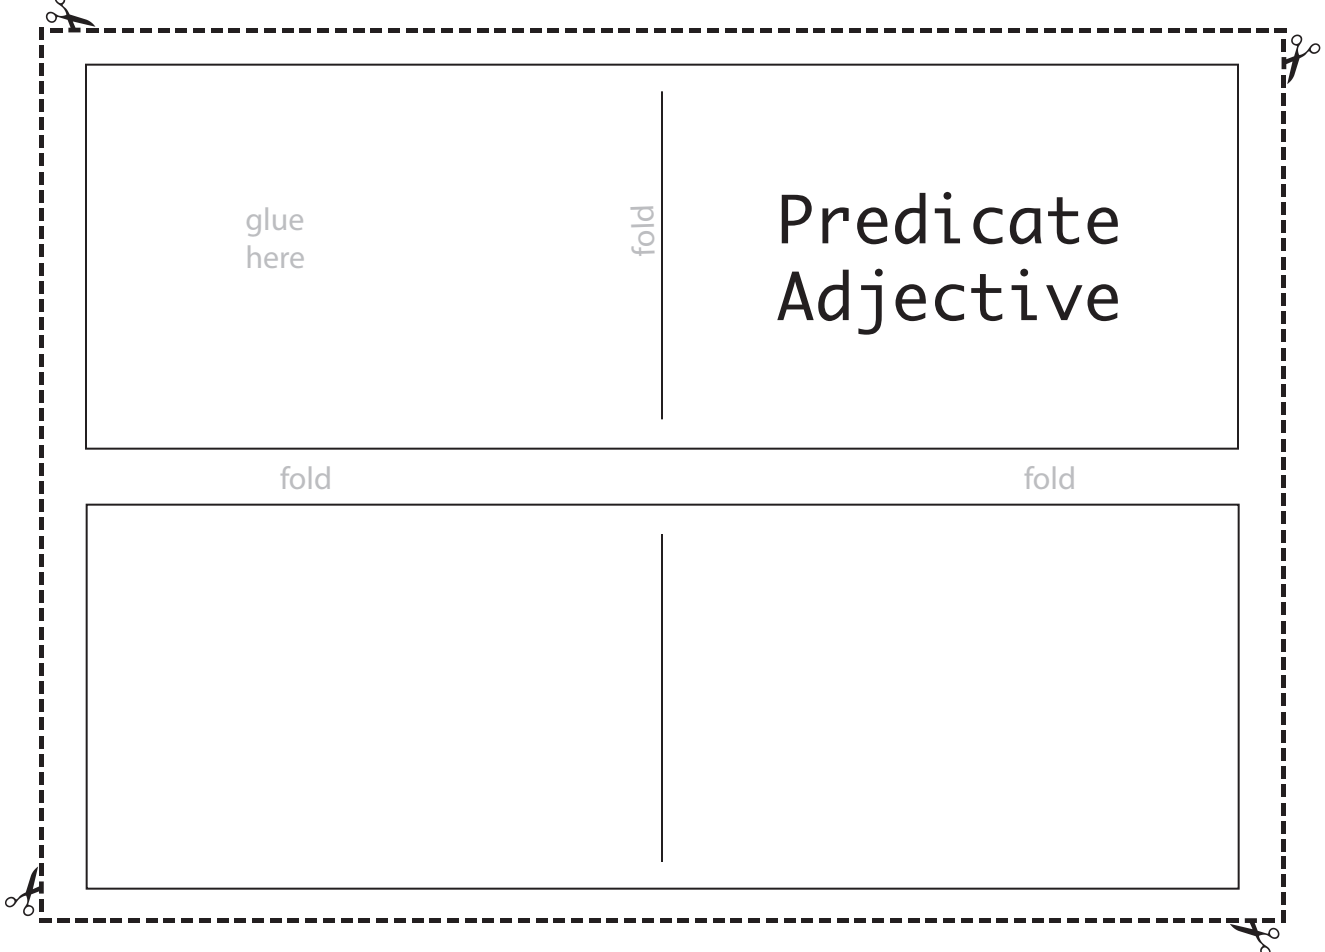 glue
here
fold
Predicate
Adjective
fold
fold